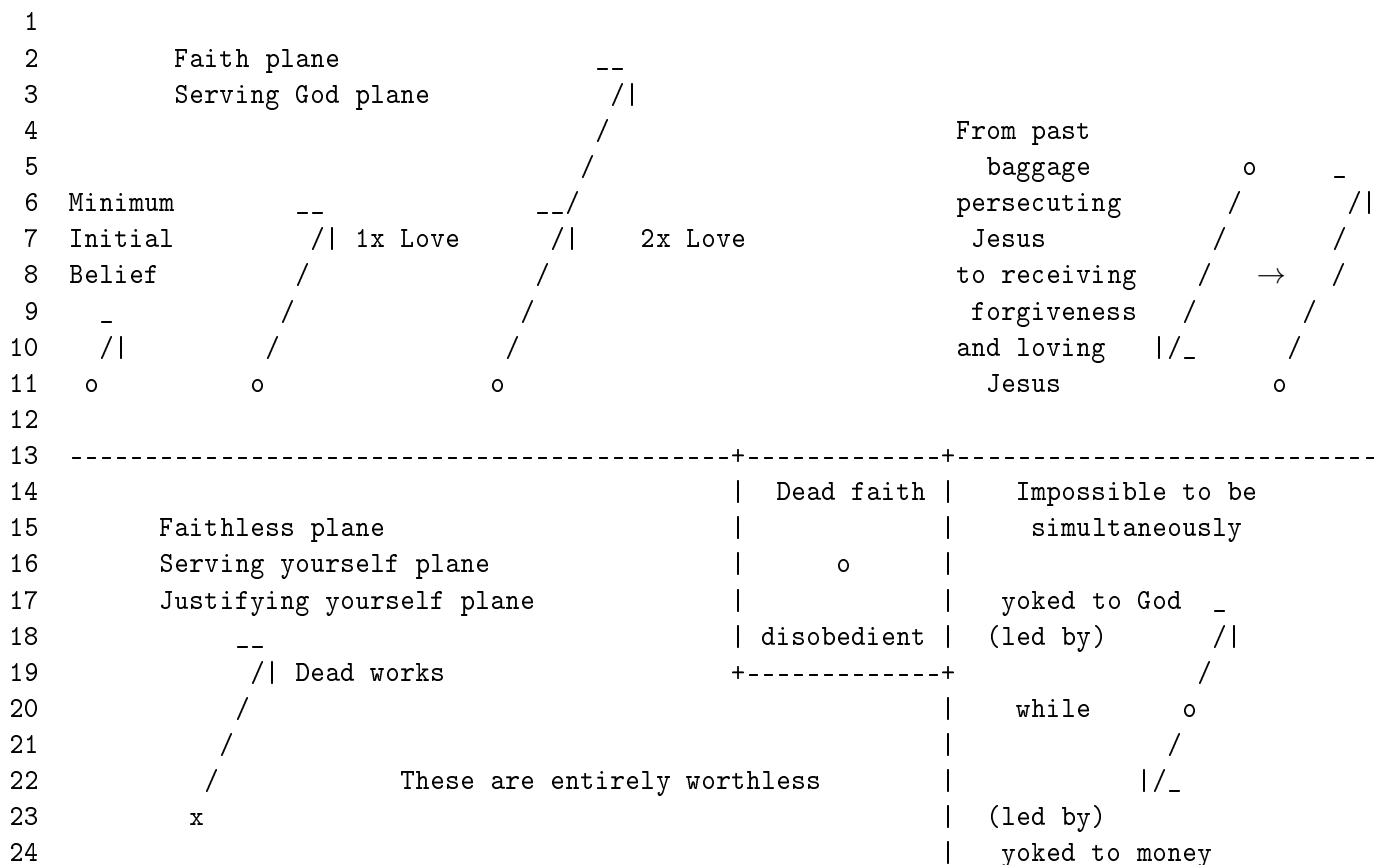 1
2 Faith plane __
3 Serving God plane /|
4 / From past
5 / baggage o _
6 Minimum __ __/ persecuting / /|
7 Initial /| 1x Love /| 2x Love Jesus / /
8 Belief / / to receiving / → /
9 _ / / forgiveness / /
10 /| / / and loving |/_ /
11 o o o Jesus o
12
13 --------------------------------------------+-------------+----------------------------
14 | Dead faith | Impossible to be
15 Faithless plane | | simultaneously
16 Serving yourself plane | o |
17 Justifying yourself plane | | yoked to God _
18 __ | disobedient | (led by) /|
19 /| Dead works +-------------+ /
20 / | while o
21 / | /
22 / These are entirely worthless | |/_
23 x | (led by)
24 | yoked to money